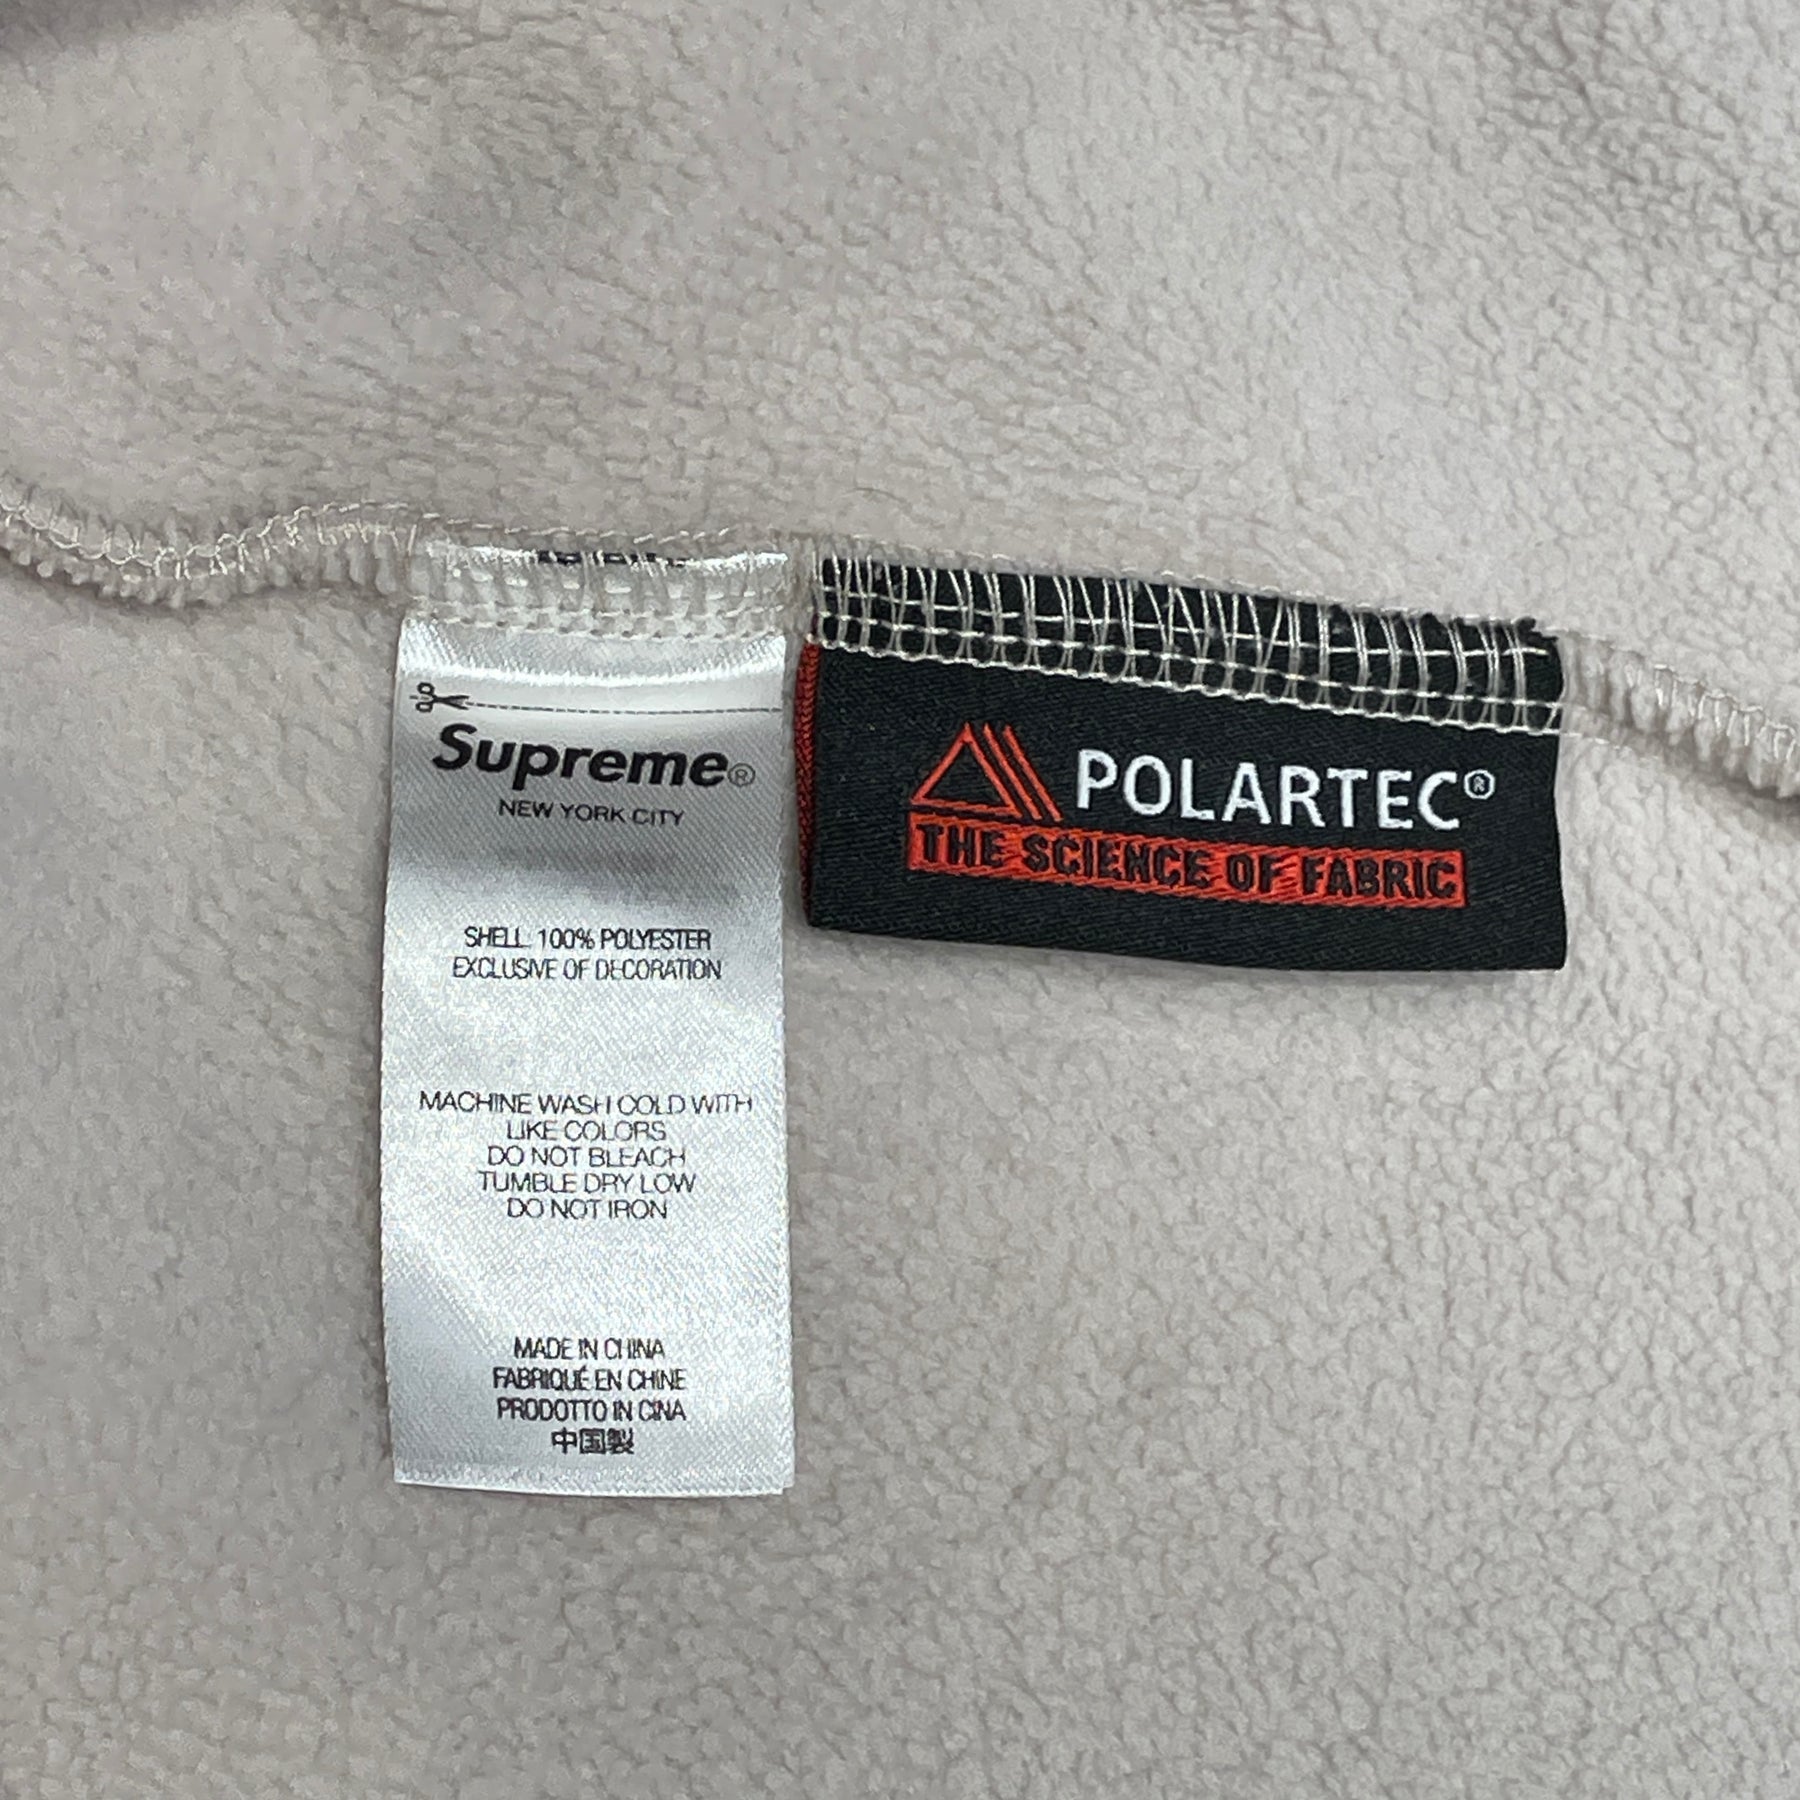 Supreme®
NEW YORK CITY
SHELL 100% POLYESTER
EXCLUSIVE OF DECORATION
MACHINE WASH COLD WITH
LIKE COLORS
DO NOT BLEACH
TUMBLE DRY LOW
DO NOT IRON
MADE IN CHINA
FABRIQUÉ EN CHINE
PRODOTTO IN CINA
中国製
POLARTEC®
THE SCIENCE OF FABRIC